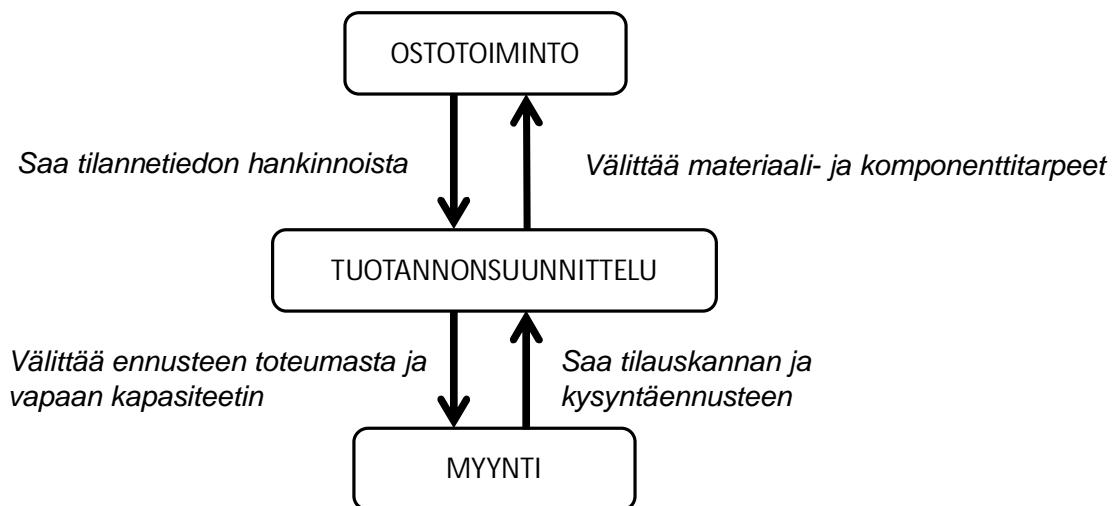 OSTOTOIMINTO
Saa tilannetiedon hankinnoista
Välittää materiaali- ja komponenttitarpeet
TUOTANNONSUUNNITTELU
Välittää ennusteen toteumasta ja
vapaan kapasiteetin
Saa tilauskannan ja
kysyntäennusteen
MYYNTI